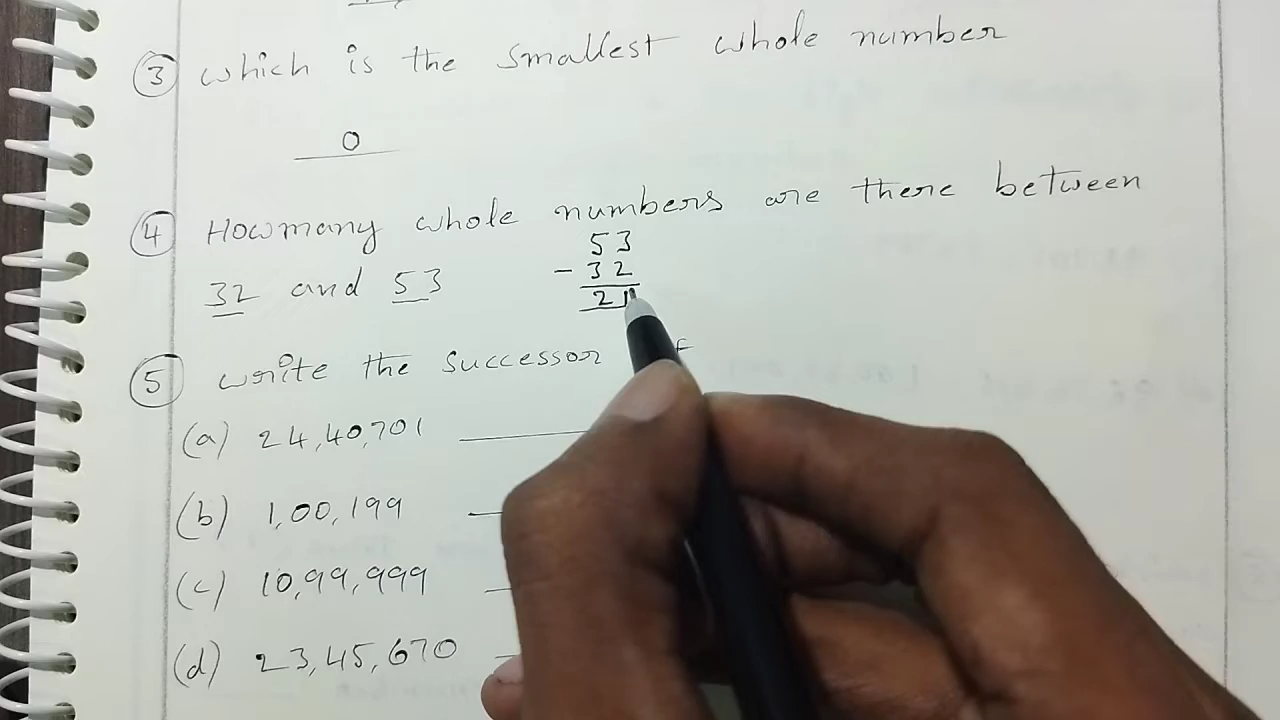 3 which is the smallest whole number
0
4 Howmany whole numbers are there between
32 and 53
53
- 32
21
5 write the successor
(a) 24,40,701
(b) 1,00,199
(c) 10,99,999
(d) 23,45,670